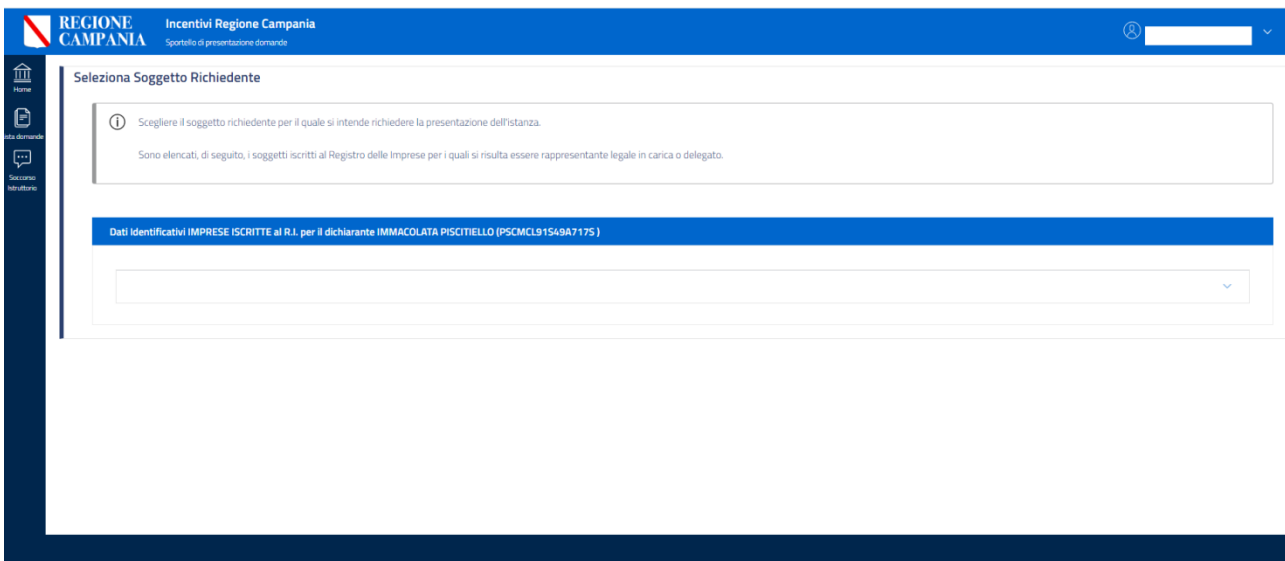 REGIONE
CAMPANIA
Incentivi Regione Campania
Sportello di presentazione domande
Home
ista domande
Soccorso
Istruttorio
Seleziona Soggetto Richiedente
Scegliere il soggetto richiedente per il quale si intende richiedere la presentazione dell'istanza.
Sono elencati, di seguito, i soggetti iscritti al Registro delle Imprese per i quali si risulta essere rappresentante legale in carica o delegato.
Dati Identificativi IMPRESE ISCRITTE al R.I. per il dichiarante IMMACOLATA PISCITIELLO (PSCMCL91S49A717S )